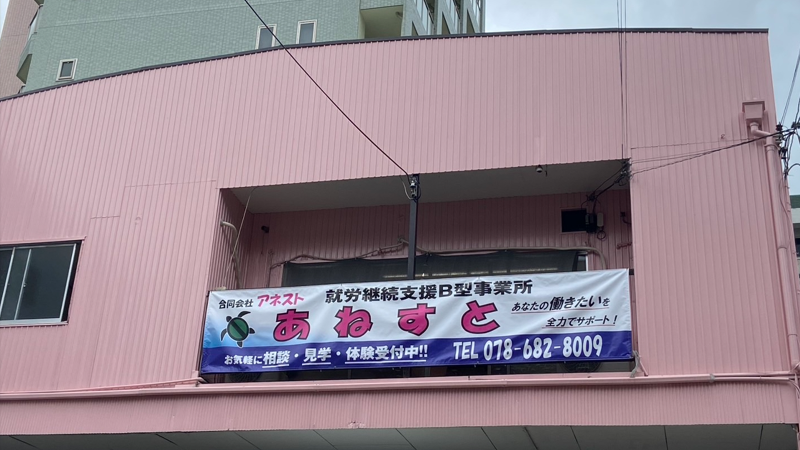 合同会社 アネスト
就労継続支援B型事業所
あねすと
あなたの働きたいを
全力でサポート!
お気軽に相談・見学・体験受付中!!
TEL 078-682-8009